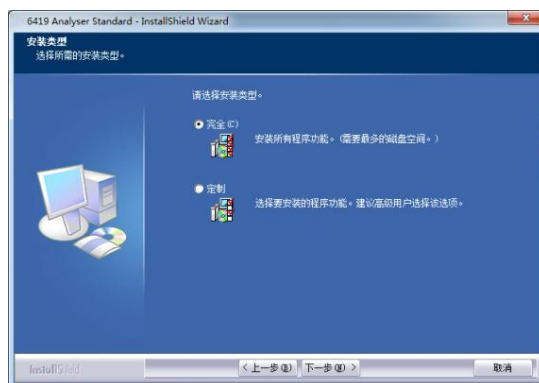 6419 Analyser Standard - InstallShield Wizard
安装类型
选择所需的安装类型。
请选择安装类型。
完全(C)
安装所有程序功能。(需要最多的磁盘空间。)
定制
选择要安装的程序功能。建议高级用户选择该选项。
InstallShield
< 上一步(B) 下一步(N) > 取消